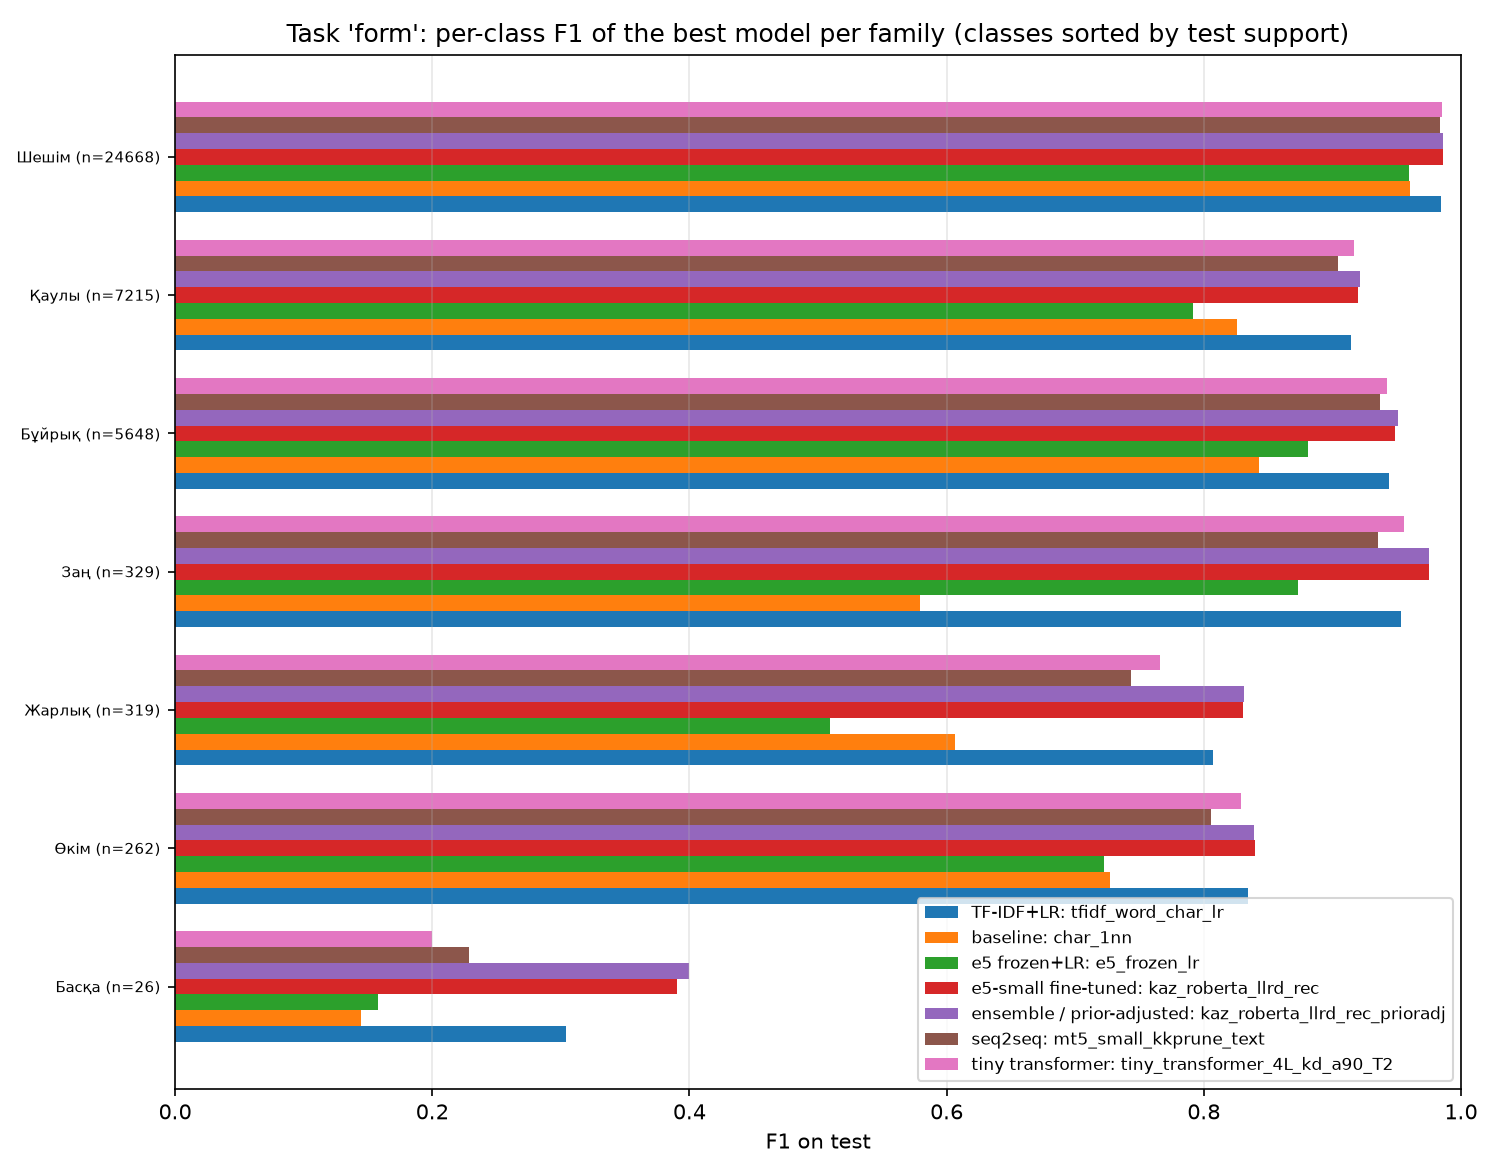 Task 'form': per-class F1 of the best model per family (classes sorted by test support)
Шешім (n=24668)
Қаулы (n=7215)
Бұйрық (n=5648)
Заң (n=329)
Жарлық (n=319)
Өкім (n=262)
Басқа (n=26)
TF-IDF+LR: tfidf_word_char_lr
baseline: char_1nn
e5 frozen+LR: e5_frozen_lr
e5-small fine-tuned: kaz_roberta_llrd_rec
ensemble / prior-adjusted: kaz_roberta_llrd_rec_prioradj
seq2seq: mt5_small_kkprune_text
tiny transformer: tiny_transformer_4L_kd_a90_T2
0.0 0.2 0.4 0.6 0.8 1.0
F1 on test